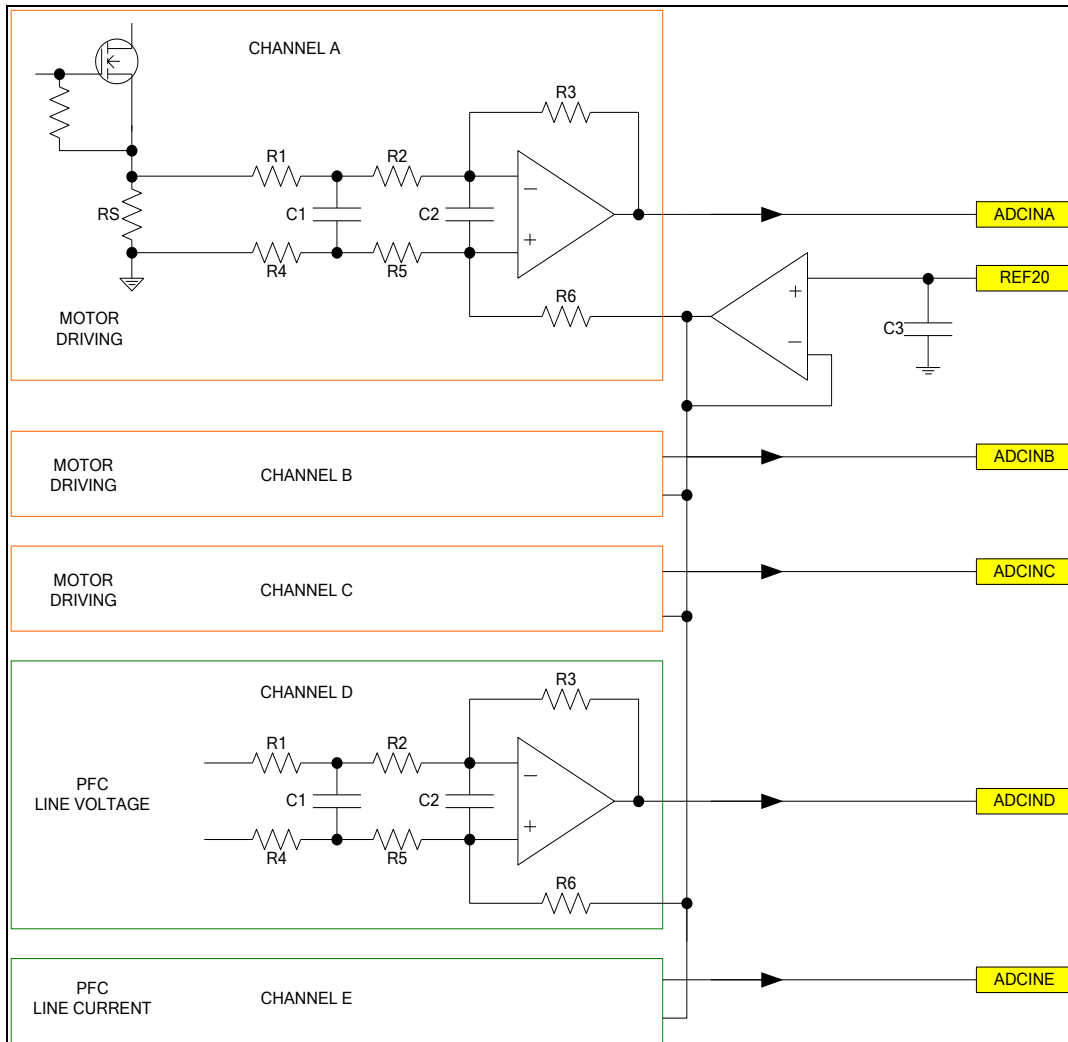 CHANNEL A
R3
R1
R2
RS
C1
C2
−
+
ADCINA
R4
R5
REF20
R6
+
C3
−
MOTOR
DRIVING
MOTOR
DRIVING
CHANNEL B
ADCINB
MOTOR
DRIVING
CHANNEL C
ADCINC
CHANNEL D
R3
R1
R2
PFC
LINE VOLTAGE
C1
C2
−
+
ADCIND
R4
R5
R6
PFC
LINE CURRENT
CHANNEL E
ADCINE